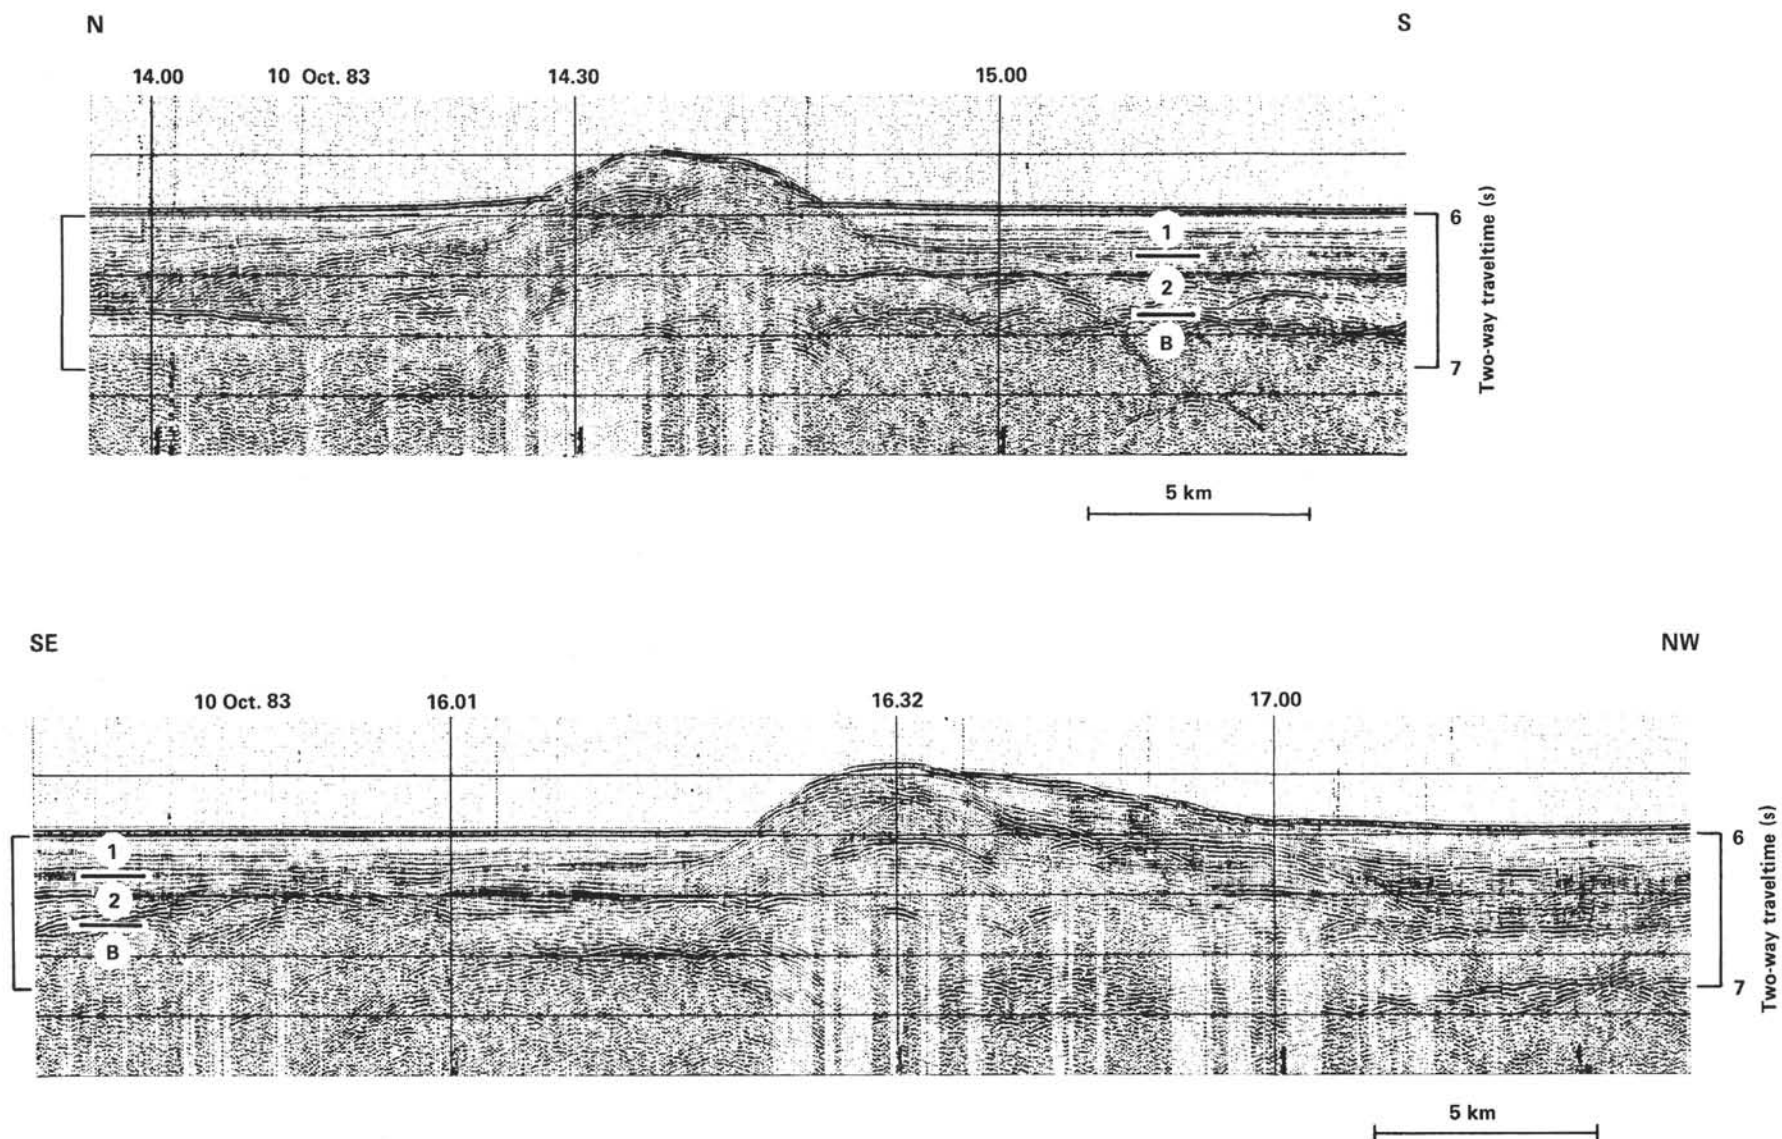 N S
14.00 10 Oct. 83 14.30 15.00
6
1
2
B
7
Two-way traveltime (s)
5 km
SE NW
10 Oct. 83 16.01 16.32 17.00
6
1
2
B
7
Two-way traveltime (s)
5 km